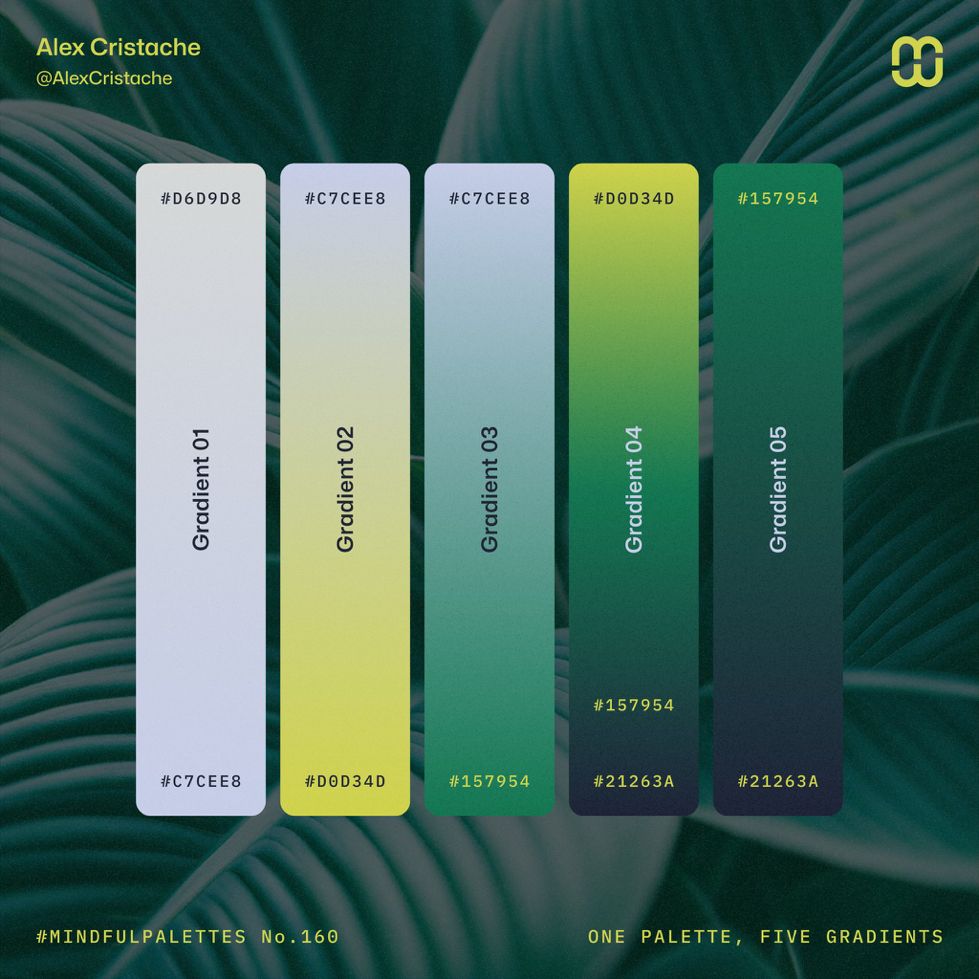 Alex Cristache
@AlexCristache
#D6D9D8
#C7CEE8
#C7CEE8
#D0D34D
#157954
Gradient 01
Gradient 02
Gradient 03
Gradient 04
Gradient 05
#157954
#C7CEE8
#D0D34D
#157954
#21263A
#21263A
#MINDFULPALETTES No.160
ONE PALETTE, FIVE GRADIENTS